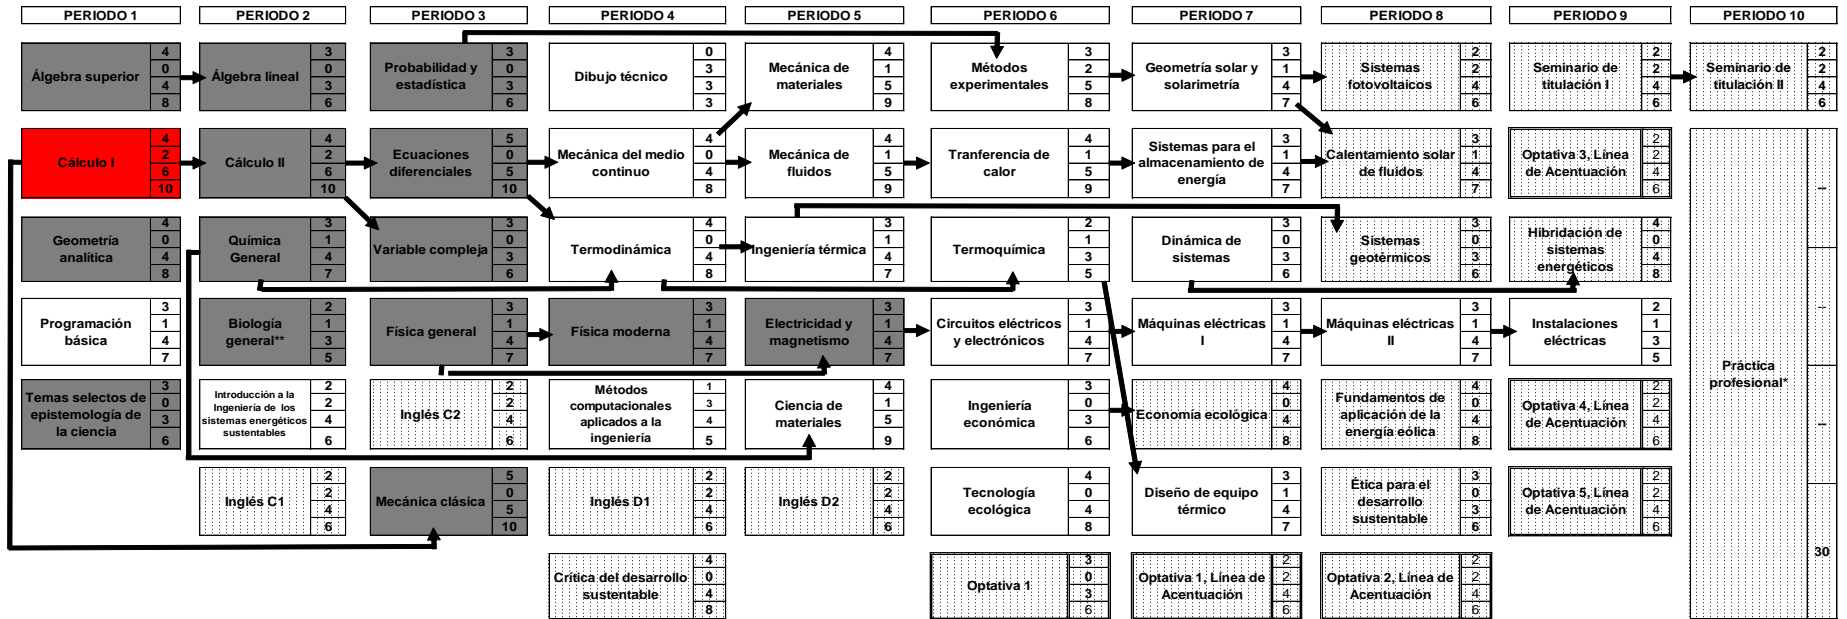 PERIODO 1
PERIODO 2
PERIODO 3
PERIODO 4
PERIODO 5
PERIODO 6
PERIODO 7
PERIODO 8
PERIODO 9
PERIODO 10
Álgebra superior
4
0
4
8
Álgebra lineal
3
0
3
6
Probabilidad y
estadística
3
0
3
6
Dibujo técnico
0
3
3
3
Mecánica de
materiales
4
1
5
9
Métodos
experimentales
3
2
5
8
Geometría solar y
solarimetría
3
1
4
7
Sistemas
fotovoltaicos
2
2
4
6
Seminario de
titulación I
2
2
4
6
Seminario de
titulación II
2
2
4
6
Cálculo I
4
2
6
10
Cálculo II
4
2
6
10
Ecuaciones
diferenciales
5
0
5
10
Mecánica del medio
continuo
4
0
4
8
Mecánica de
fluidos
4
1
5
9
Tranferencia de
calor
4
1
5
9
Sistemas para el
almacenamiento de
energía
3
1
4
7
Calentamiento solar
de fluidos
3
1
4
7
Optativa 3, Línea
de Acentuación
2
2
4
6
Geometría
analítica
4
0
4
8
Química
General
3
1
4
7
Variable compleja
3
0
3
6
Termodinámica
4
0
4
8
Ingeniería térmica
3
1
4
7
Termoquímica
2
1
3
5
Dinámica de
sistemas
3
0
3
6
Sistemas
geotérmicos
3
0
3
6
Hibridación de
sistemas
energéticos
4
0
4
8
Programación
básica
3
1
4
7
Biología
general**
2
1
3
5
Física general
3
1
4
7
Física moderna
3
1
4
7
Electricidad y
magnetismo
3
1
4
7
Circuitos eléctricos
y electrónicos
3
1
4
7
Máquinas eléctricas
I
3
1
4
7
Máquinas eléctricas
II
3
1
4
7
Instalaciones
eléctricas
2
1
3
5
Práctica
profesional*
--
--
--
30
Temas selectos de
epistemología de
la ciencia
3
0
3
6
Introducción a la
Ingeniería de los
sistemas energéticos
sustentables
2
2
4
6
Inglés C2
2
2
4
6
Métodos
computacionales
aplicados a la
ingeniería
1
3
4
5
Ciencia de
materiales
4
1
5
9
Ingeniería
económica
3
0
3
6
Economía ecológica
4
0
4
8
Fundamentos de
aplicación de la
energía eólica
4
0
4
8
Optativa 4, Línea
de Acentuación
2
2
4
6
Inglés C1
2
2
4
6
Mecánica clásica
5
0
5
10
Inglés D1
2
2
4
6
Inglés D2
2
2
4
6
Tecnología
ecológica
4
0
4
8
Diseño de equipo
térmico
3
1
4
7
Ética para el
desarrollo
sustentable
3
0
3
6
Optativa 5, Línea
de Acentuación
2
2
4
6
Crítica del desarrollo
sustentable
4
0
4
8
Optativa 1
3
0
3
6
Optativa 1, Línea de
Acentuación
2
2
4
6
Optativa 2, Línea de
Acentuación
2
2
4
6